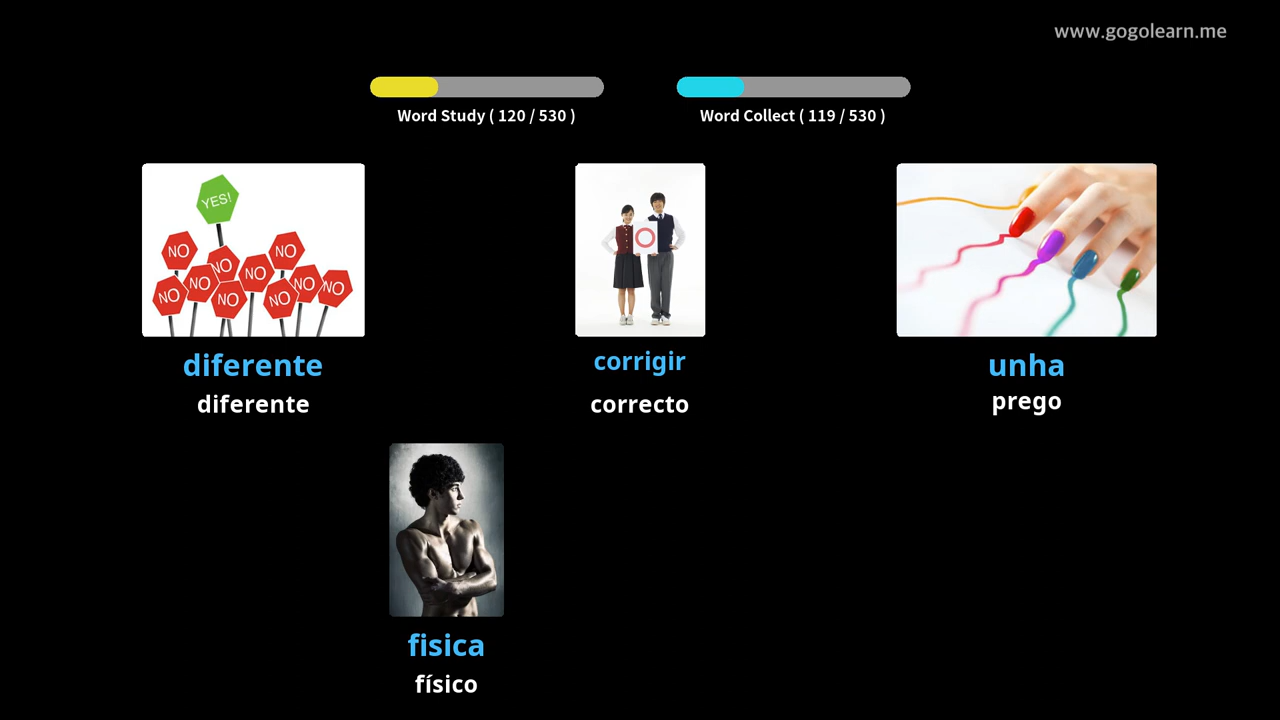 www.gogolearn.me
Word Study ( 120 / 530 )
Word Collect ( 119 / 530 )
YES!
NO
NO
NO
NO
NO
NO
NO
NO
NO
NO
diferente
diferente
corrigir
correcto
unha
prego
fisica
físico